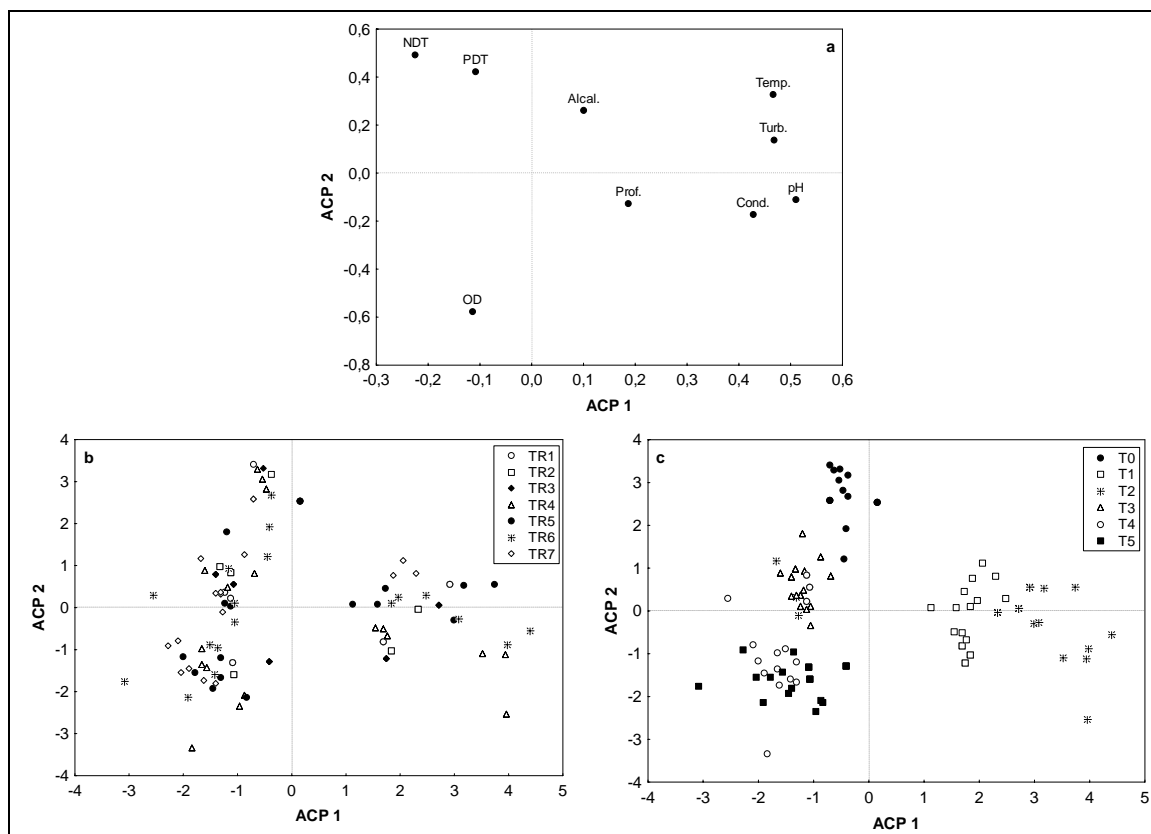 a
0,6
0,4
0,2
0,0
-0,2
-0,4
-0,6
-0,8
ACP 2
NDT
PDT
Alcal.
Temp.
Turb.
Prof.
Cond.
pH
OD
-0,3 -0,2 -0,1 0,0 0,1 0,2 0,3 0,4 0,5 0,6
ACP 1
b
4
3
2
1
0
-1
-2
-3
-4
ACP 2
TR1
TR2
TR3
TR4
TR5
TR6
TR7
-4 -3 -2 -1 0 1 2 3 4 5
ACP 1
c
4
3
2
1
0
-1
-2
-3
-4
ACP 2
T0
T1
T2
T3
T4
T5
-4 -3 -2 -1 0 1 2 3 4 5
ACP 1